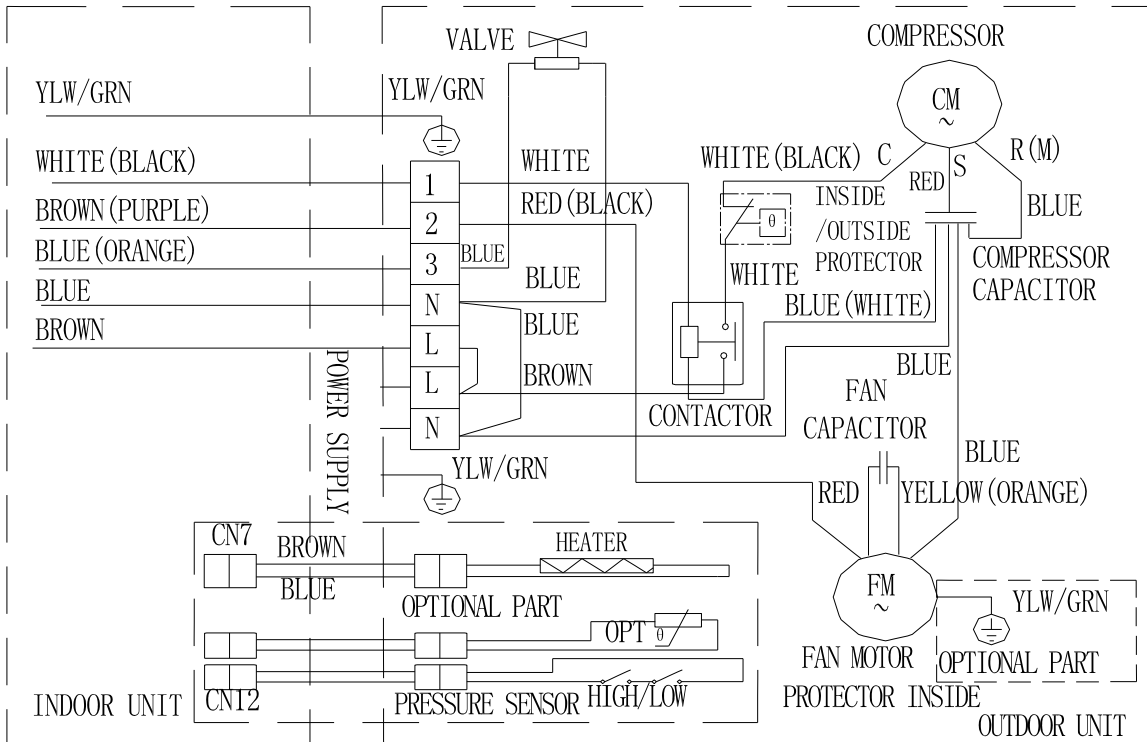 VALVE
COMPRESSOR
YLW/GRN
YLW/GRN
CM
~
WHITE(BLACK)
1
WHITE
WHITE(BLACK) C
S
R(M)
RED
BROWN(PURPLE)
2
RED(BLACK)
θ
INSIDE
/OUTSIDE
PROTECTOR
BLUE
BLUE(ORANGE)
3
BLUE
WHITE
COMPRESSOR
CAPACITOR
BLUE
N
BLUE
BLUE(WHITE)
BLUE
BROWN
L
BLUE
L
BROWN
CONTACTOR
FAN
CAPACITOR
N
POWER SUPPLY
YLW/GRN
BLUE
RED
YELLOW(ORANGE)
CN7
BROWN
BLUE
HEATER
OPTIONAL PART
FM
~
YLW/GRN
OPT
θ
FAN MOTOR
PROTECTOR INSIDE
OPTIONAL PART
CN12
PRESSURE SENSOR
HIGH/LOW
INDOOR UNIT
OUTDOOR UNIT